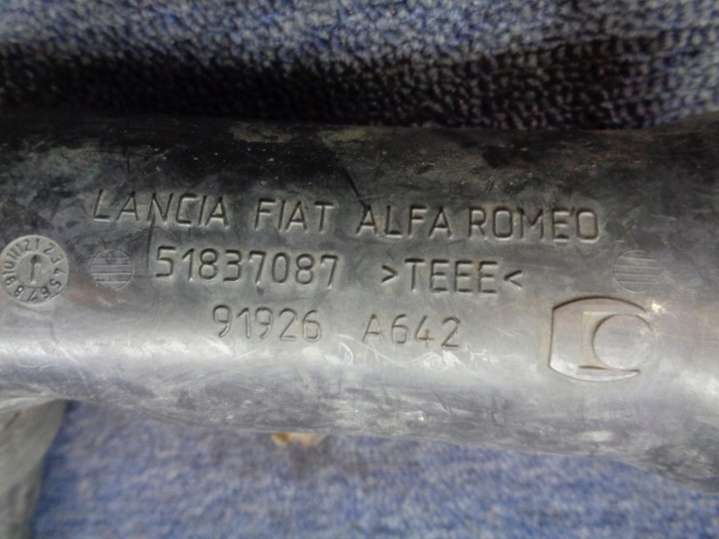 LANCIA FIAT ALFA ROMEO
51837087 >TEEE<
91926 A642